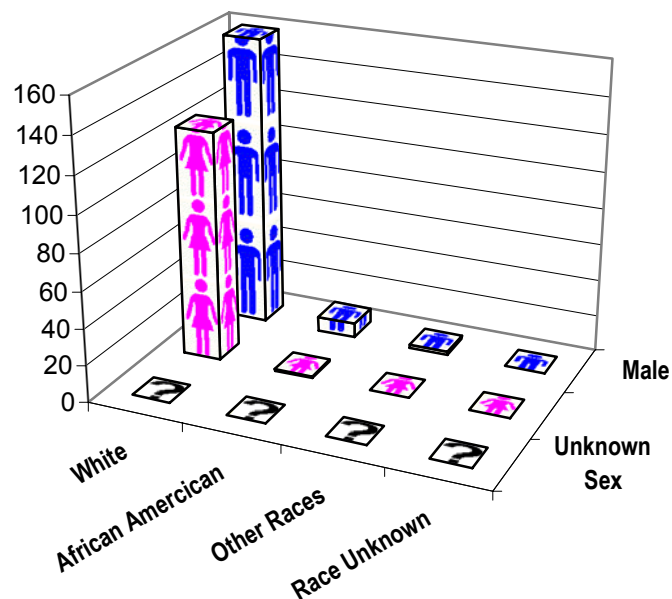 160
140
120
100
80
60
40
20
0
White
African Amercican
Other Races
Race Unknown
Male
Unknown
Sex
? ? ? ?